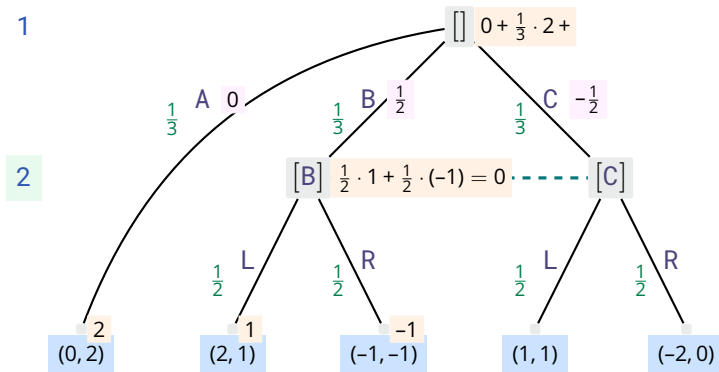 1 [] 0 + 1/3 · 2 +
A 0 B 1/2 C –1/2
1/3 1/3 1/3
2 [B] 1/2 · 1 + 1/2 · (–1) = 0 [C]
L R L R
1/2 1/2 1/2 1/2
2 1 –1
(0, 2) (2, 1) (–1, –1) (1, 1) (–2, 0)